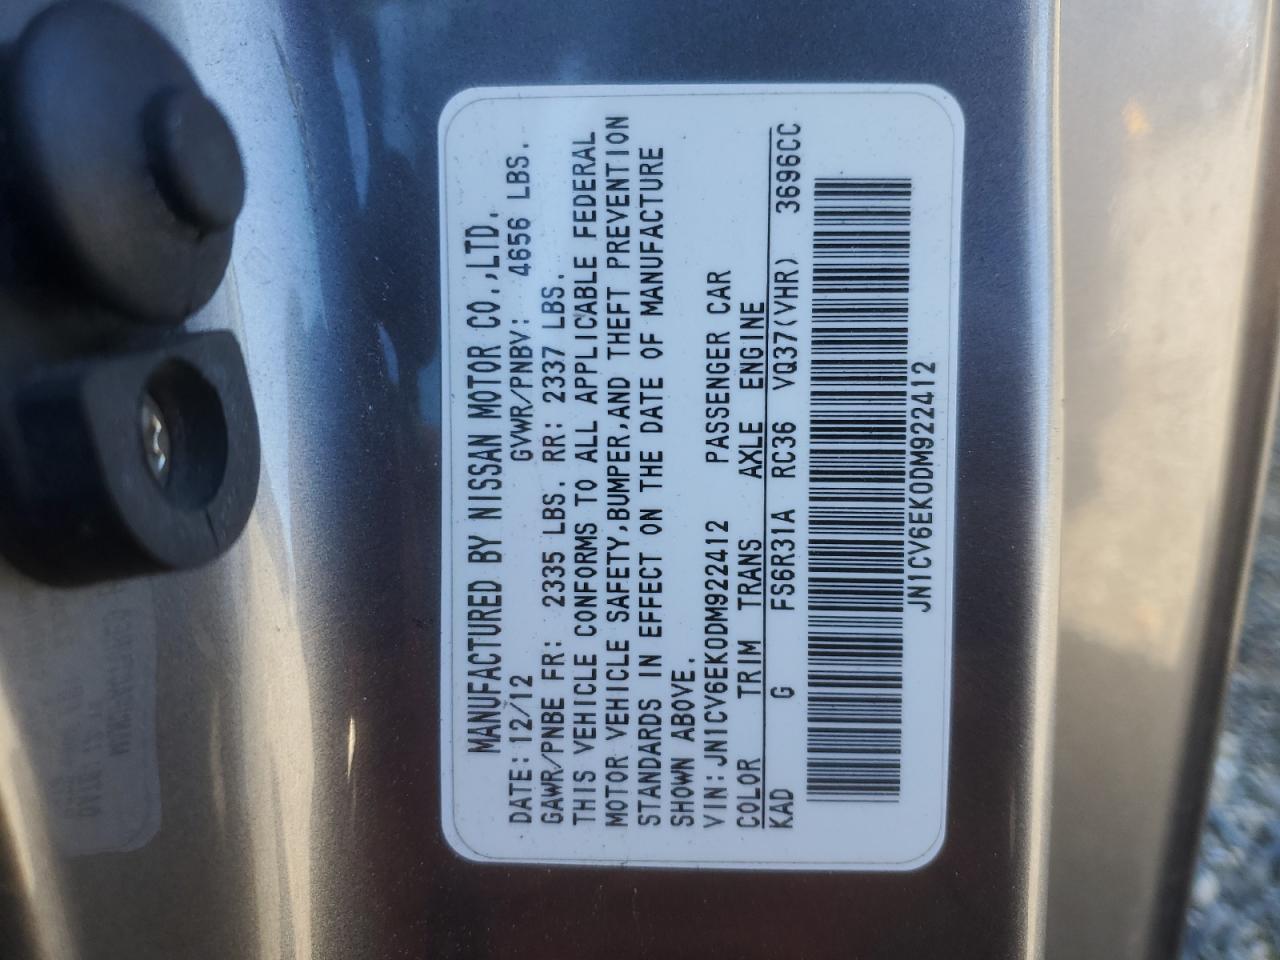 MANUFACTURED BY NISSAN MOTOR CO.,LTD.
DATE:12/12 GVWR/PNBV: 4656 LBS.
GAWR/PNBE FR: 2335 LBS. RR: 2337 LBS.
THIS VEHICLE CONFORMS TO ALL APPLICABLE FEDERAL
MOTOR VEHICLE SAFETY,BUMPER,AND THEFT PREVENTION
STANDARDS IN EFFECT ON THE DATE OF MANUFACTURE
SHOWN ABOVE.
VIN:JN1CV6EK0DM922412 PASSENGER CAR
COLOR TRIM TRANS AXLE ENGINE
KAD G FS6R31A RC36 VQ37(VHR) 3696CC
JN1CV6EK0DM922412